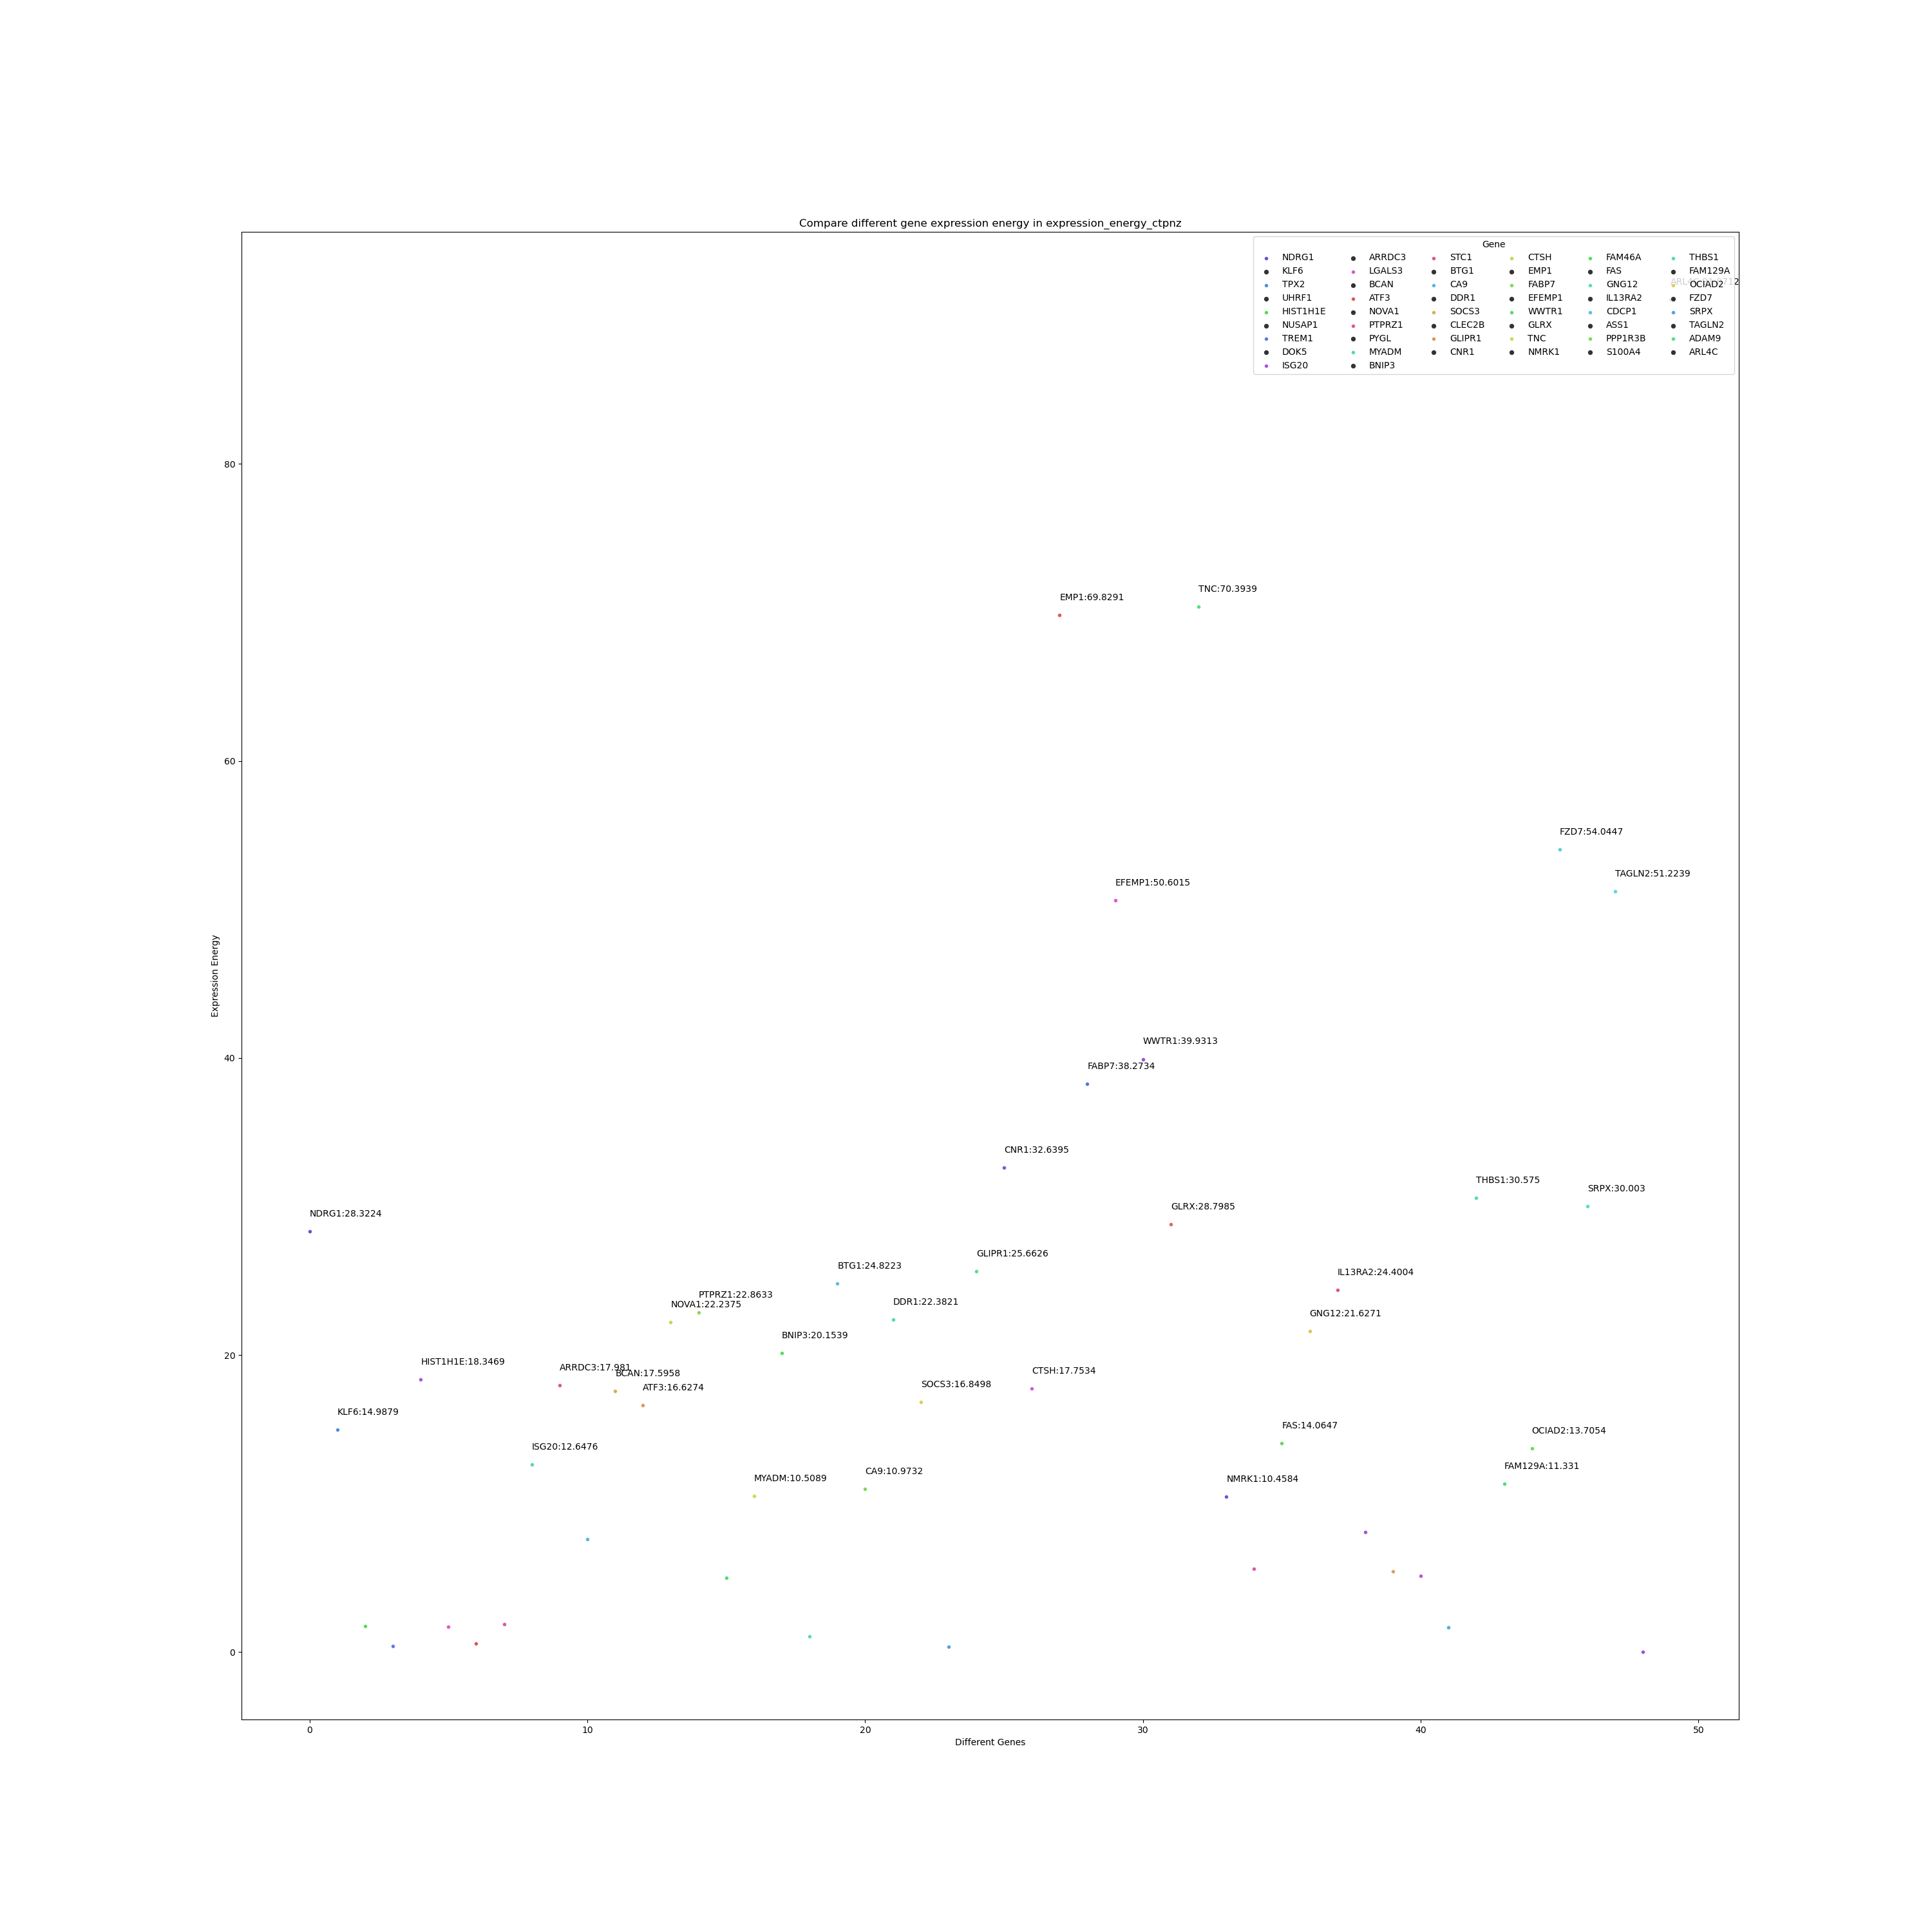 Compare different gene expression energy in expression_energy_ctpnz
Gene
NDRG1 ARRDC3 STC1 CTSH FAM46A THBS1
KLF6 LGALS3 BTG1 EMP1 FAS FAM129A
TPX2 BCAN CA9 FABP7 GNG12 OCIAD2
UHRF1 ATF3 DDR1 EFEMP1 IL13RA2 FZD7
HIST1H1E NOVA1 SOCS3 WWTR1 CDCP1 SRPX
NUSAP1 PTPRZ1 CLEC2B GLRX ASS1 TAGLN2
TREM1 PYGL GLIPR1 TNC PPP1R3B ADAM9
DOK5 MYADM CNR1 NMRK1 S100A4 ARL4C
ISG20 BNIP3
80
TNC:70.3939
EMP1:69.8291
60
FZD7:54.0447
TAGLN2:51.2239
EFEMP1:50.6015
Expression Energy
WWTR1:39.9313
40
FABP7:38.2734
CNR1:32.6395
THBS1:30.575
SRPX:30.003
GLRX:28.7985
NDRG1:28.3224
GLIPR1:25.6626
BTG1:24.8223
IL13RA2:24.4004
PTPRZ1:22.8633
DDR1:22.3821
NOVA1:22.2375
GNG12:21.6271
BNIP3:20.1539
20
HIST1H1E:18.3469
ARRDC3:17.981
CTSH:17.7534
BCAN:17.5958
SOCS3:16.8498
ATF3:16.6274
KLF6:14.9879
FAS:14.0647
OCIAD2:13.7054
ISG20:12.6476
FAM129A:11.331
CA9:10.9732
MYADM:10.5089
NMRK1:10.4584
0
0 10 20 30 40 50
Different Genes